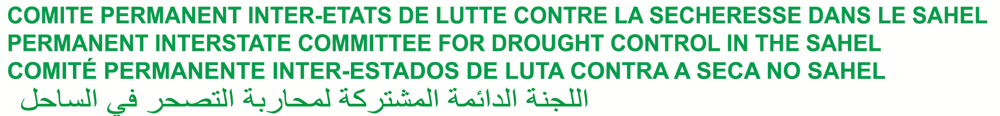 COMITE PERMANENT INTER-ETATS DE LUTTE CONTRE LA SECHERESSE DANS LE SAHEL
PERMANENT INTERSTATE COMMITTEE FOR DROUGHT CONTROL IN THE SAHEL
COMITÉ PERMANENTE INTER-ESTADOS DE LUTA CONTRA A SECA NO SAHEL
اللجنة الدائمة المشتركة لمحاربة التصحر في الساحل